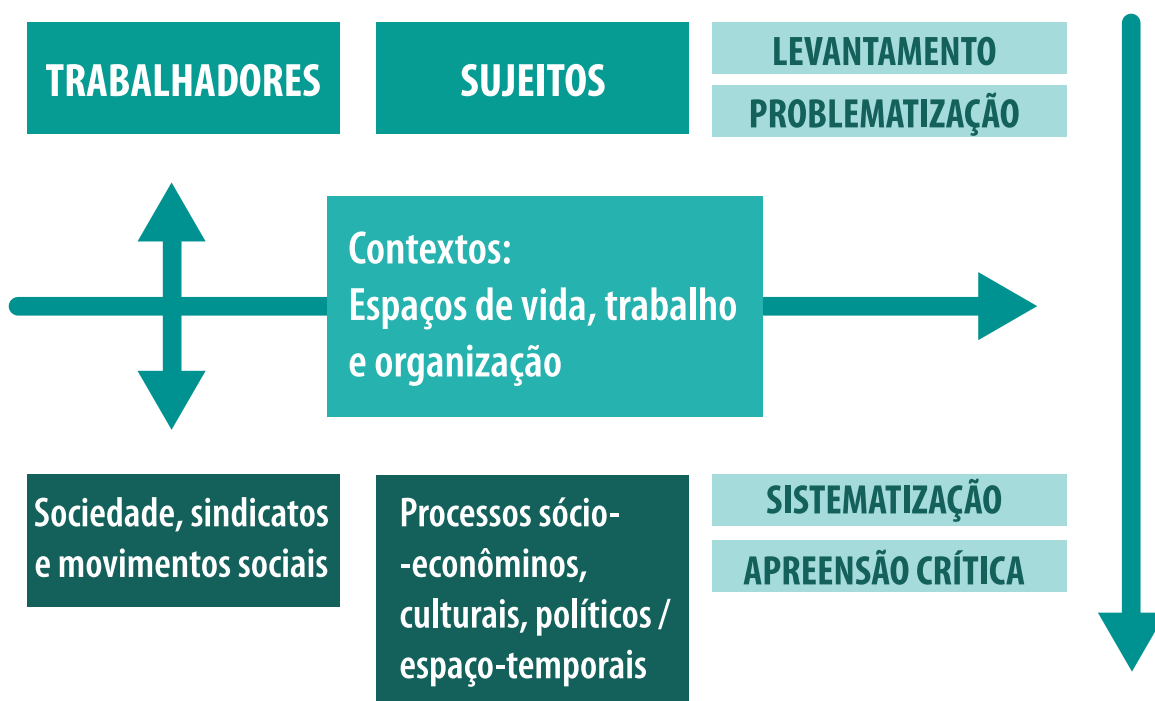 TRABALHADORES
SUJEITOS
LEVANTAMENTO
PROBLEMATIZAÇÃO
Contextos:
Espaços de vida, trabalho
e organização
Sociedade, sindicatos
e movimentos sociais
Processos sócio-
-econôminos,
culturais, políticos /
espaço-temporais
SISTEMATIZAÇÃO
APREENSÃO CRÍTICA